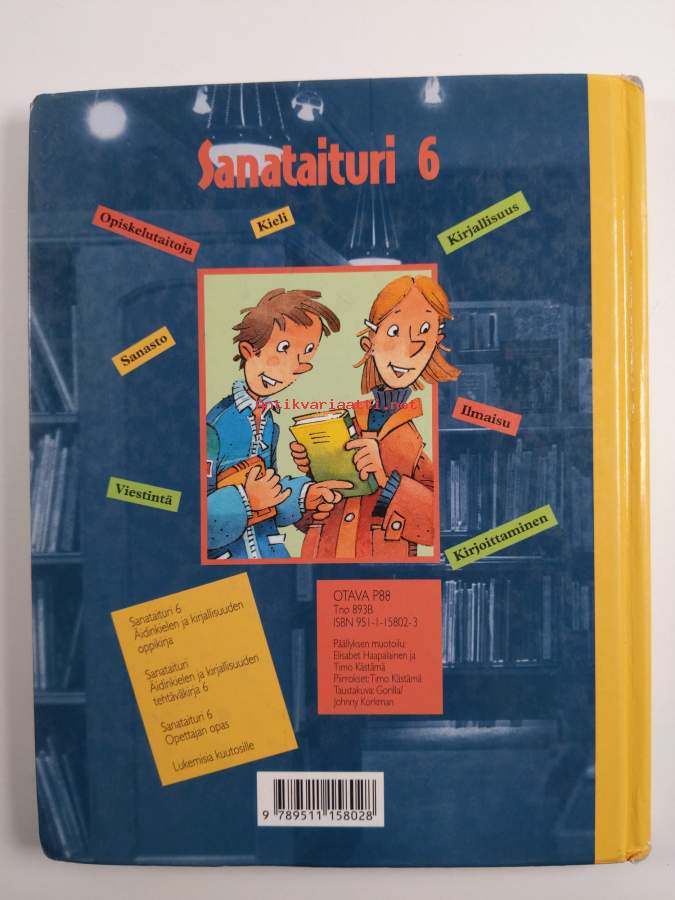 Sanataituri 6
Opiskelutaitoja
Kieli
Kirjallisuus
Sanasto
Antikvariaatti.net
Ilmaisu
Viestintä
Kirjoittaminen
Sanataituri 6
Äidinkielen ja kirjallisuuden
oppikirja
Sanataituri
Äidinkielen ja kirjallisuuden
tehtäväkirja 6
Sanataituri 6
Opettajan opas
Lukemisia kuutosille
OTAVA P88
Tno 893B
ISBN 951-1-15802-3
Päällyksen muotoilu:
Elisabet Haapalainen ja
Timo Kästämä
Piirrokset: Timo Kästämä
Taustakuva: Gorilla/
Johnny Korkman
9 789511 158028